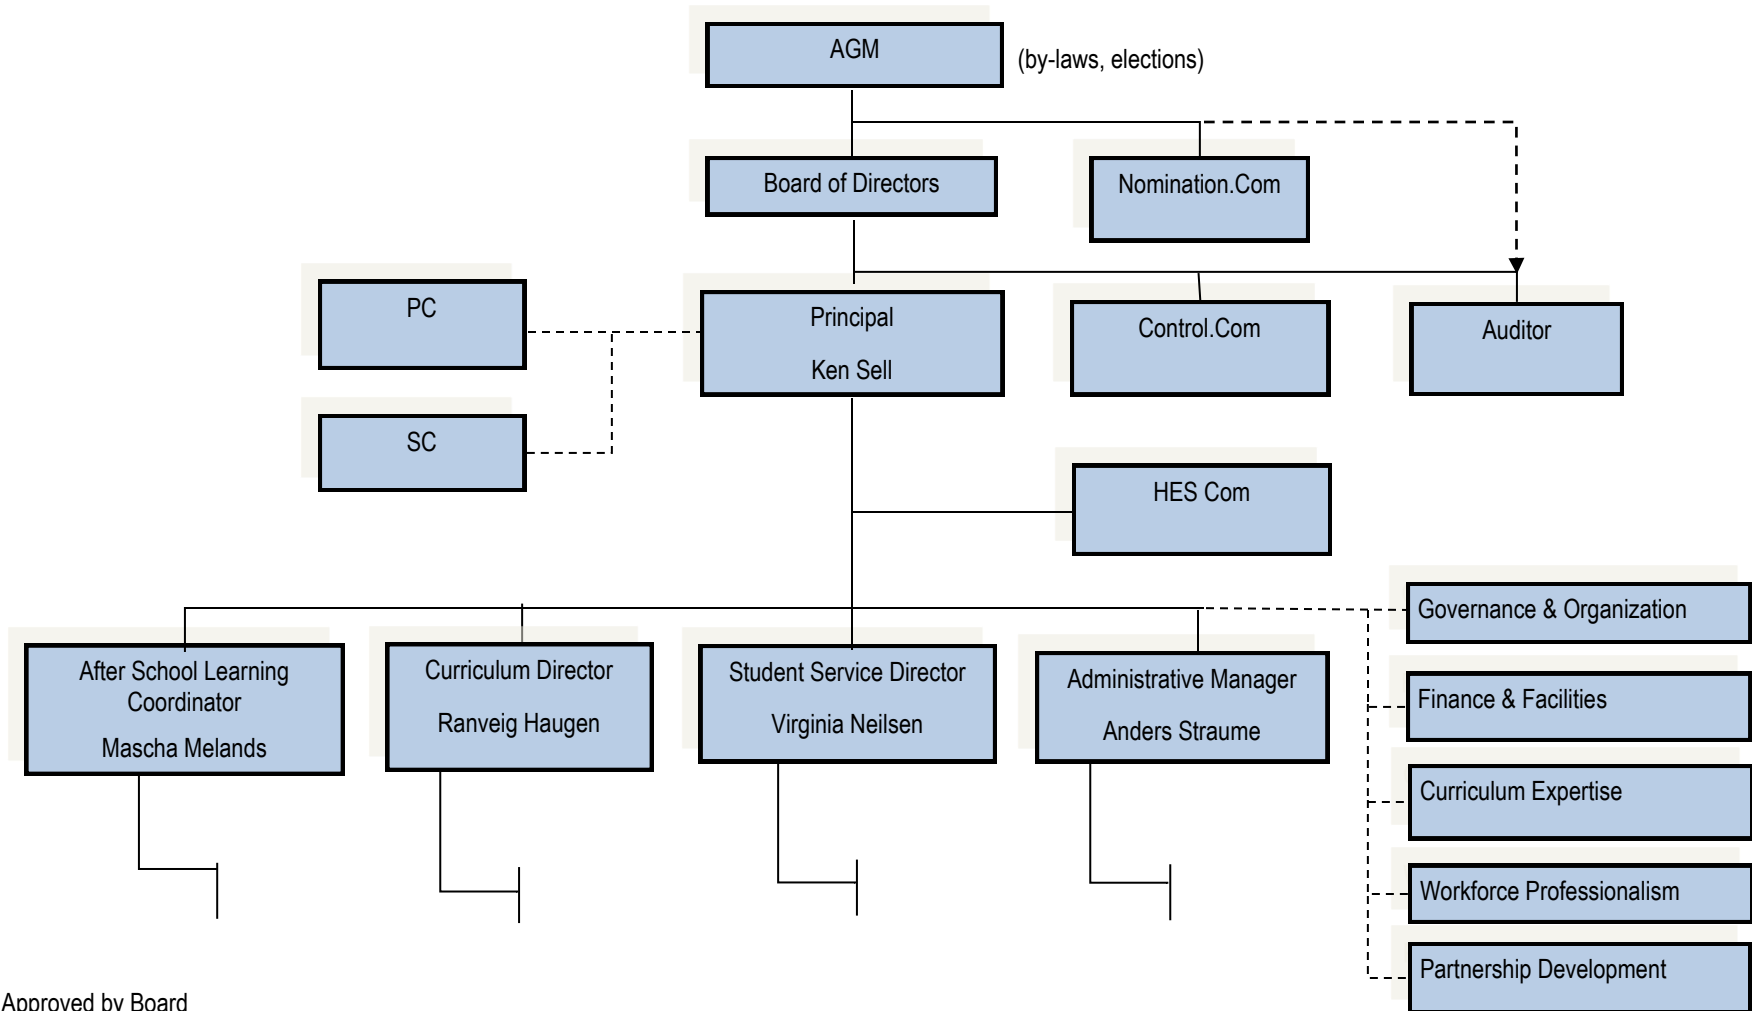 AGM
(by-laws, elections)
Board of Directors
Nomination.Com
PC
Principal
Ken Sell
Control.Com
Auditor
SC
HES Com
Governance & Organization
After School Learning
Coordinator
Mascha Melands
Curriculum Director
Ranveig Haugen
Student Service Director
Virginia Neilsen
Administrative Manager
Anders Straume
Finance & Facilities
Curriculum Expertise
Workforce Professionalism
Partnership Development
Approved by Board